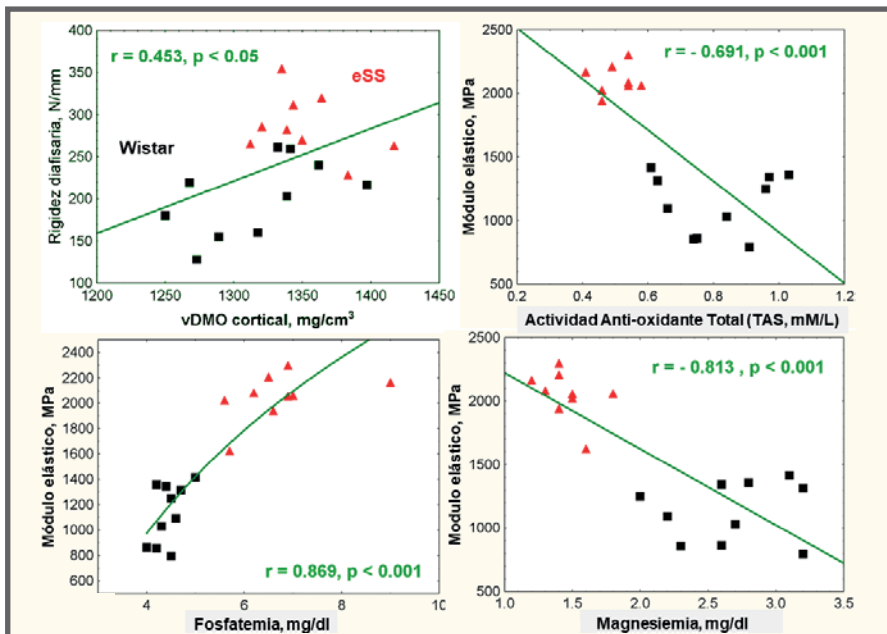 r = 0.453, p < 0.05
eSS
Wistar
Rigidez diafisaria, N/mm
400
350
300
250
200
150
100
1200 1250 1300 1350 1400 1450
vDMO cortical, mg/cm³
r = - 0.691, p < 0.001
Módulo elástico, MPa
2500
2000
1500
1000
500
0.2 0.4 0.6 0.8 1.0 1.2
Actividad Anti-oxidante Total (TAS, mM/L)
Módulo elástico, MPa
2400
2200
2000
1800
1600
1400
1200
1000
800
600
r = 0.869, p < 0.001
4 6 8 10
Fosfatemia, mg/dl
r = - 0.813 , p < 0.001
Modulo elástico, MPa
2500
2000
1500
1000
500
1.0 1.5 2.0 2.5 3.0 3.5
Magnesiemia, mg/dl